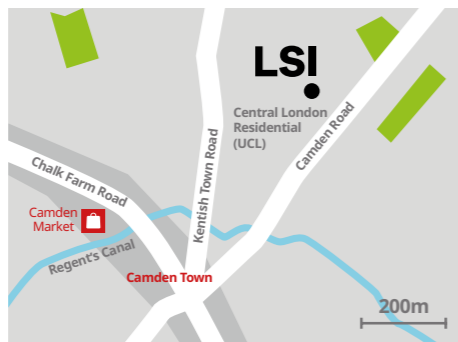 LSI
Central London
Residential
(UCL)
Camden Road
Kentish Town Road
Chalk Farm Road
Camden
Market
Regent's Canal
Camden Town
200m